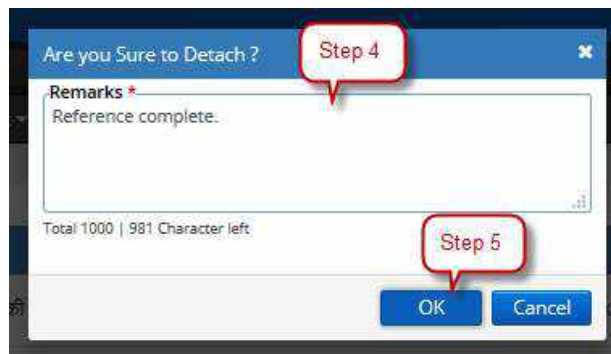 Are you Sure to Detach ?
Step 4
Remarks *
Reference complete.
Total 1000 | 981 Character left
Step 5
OK
Cancel
की